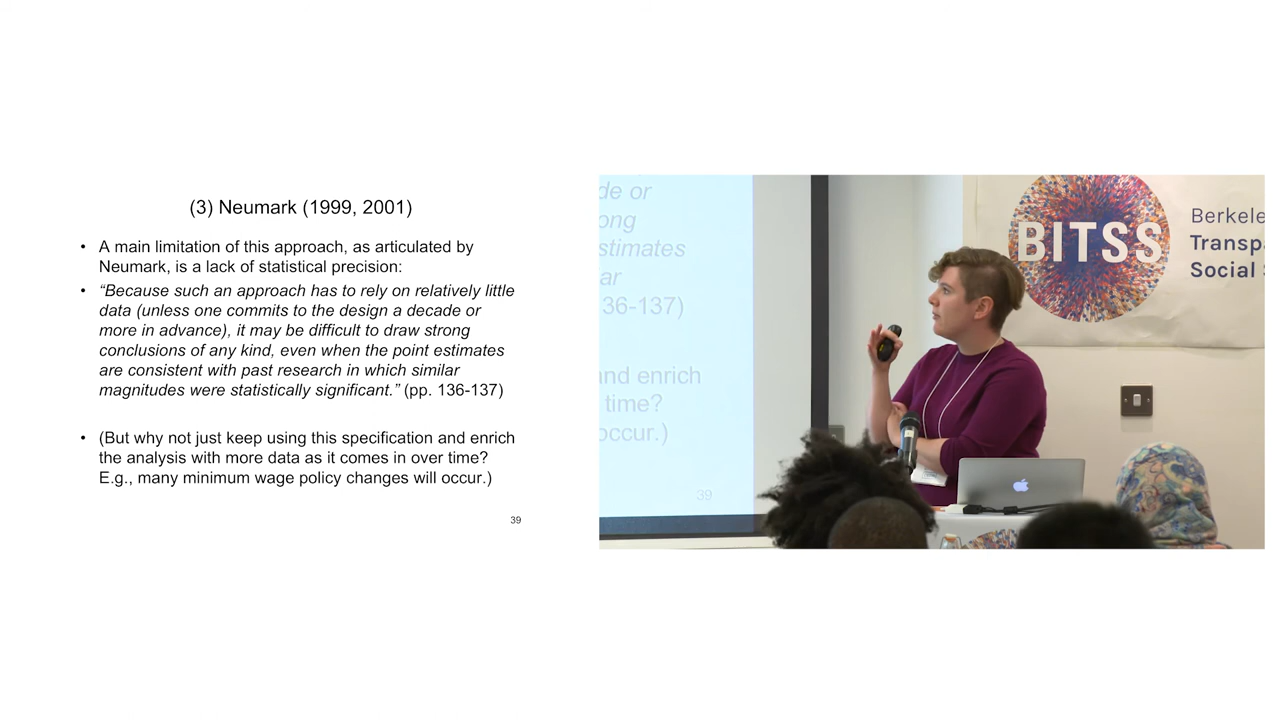 (3) Neumark (1999, 2001)
• A main limitation of this approach, as articulated by
Neumark, is a lack of statistical precision:
• “Because such an approach has to rely on relatively little
data (unless one commits to the design a decade or
more in advance), it may be difficult to draw strong
conclusions of any kind, even when the point estimates
are consistent with past research in which similar
magnitudes were statistically significant.” (pp. 136-137)
• (But why not just keep using this specification and enrich
the analysis with more data as it comes in over time?
E.g., many minimum wage policy changes will occur.)
39
de or
ong
stimates
ar
36-137)
nd enrich
time?
occur.)
39
BITSS
Berkele
Transp
Social